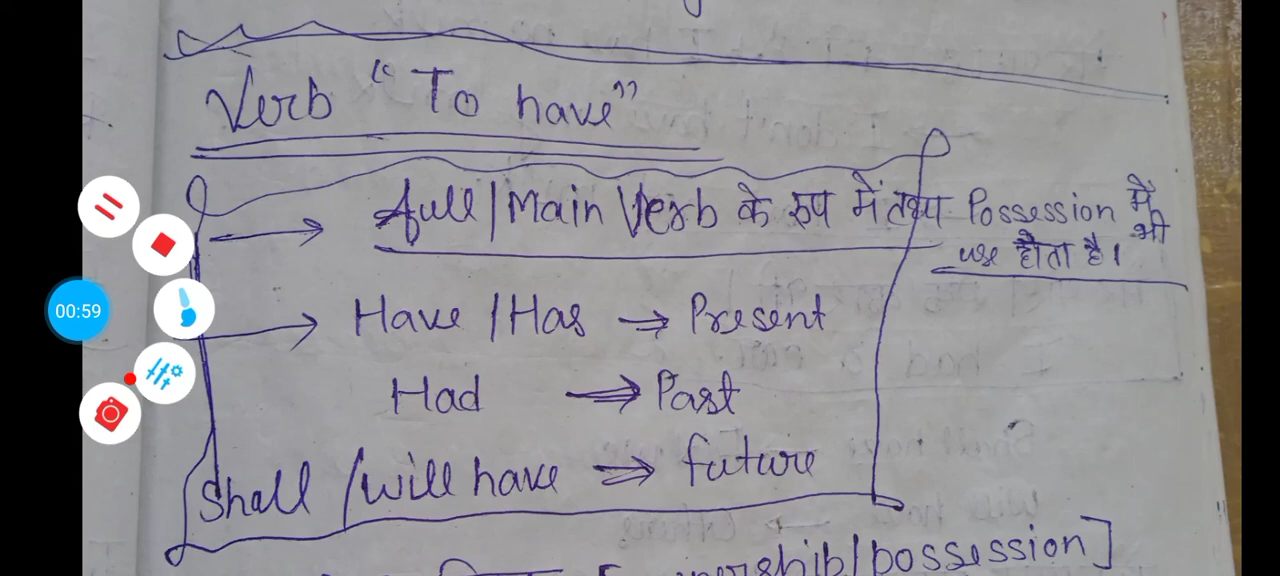 Verb "To have"
→ full/Main Verb के रूप में तथा Possession में भी
use होता है।
→ Have / Has ⇒ Present
Had ⇒ Past
Shall / will have ⇒ future
/possession]
00:59